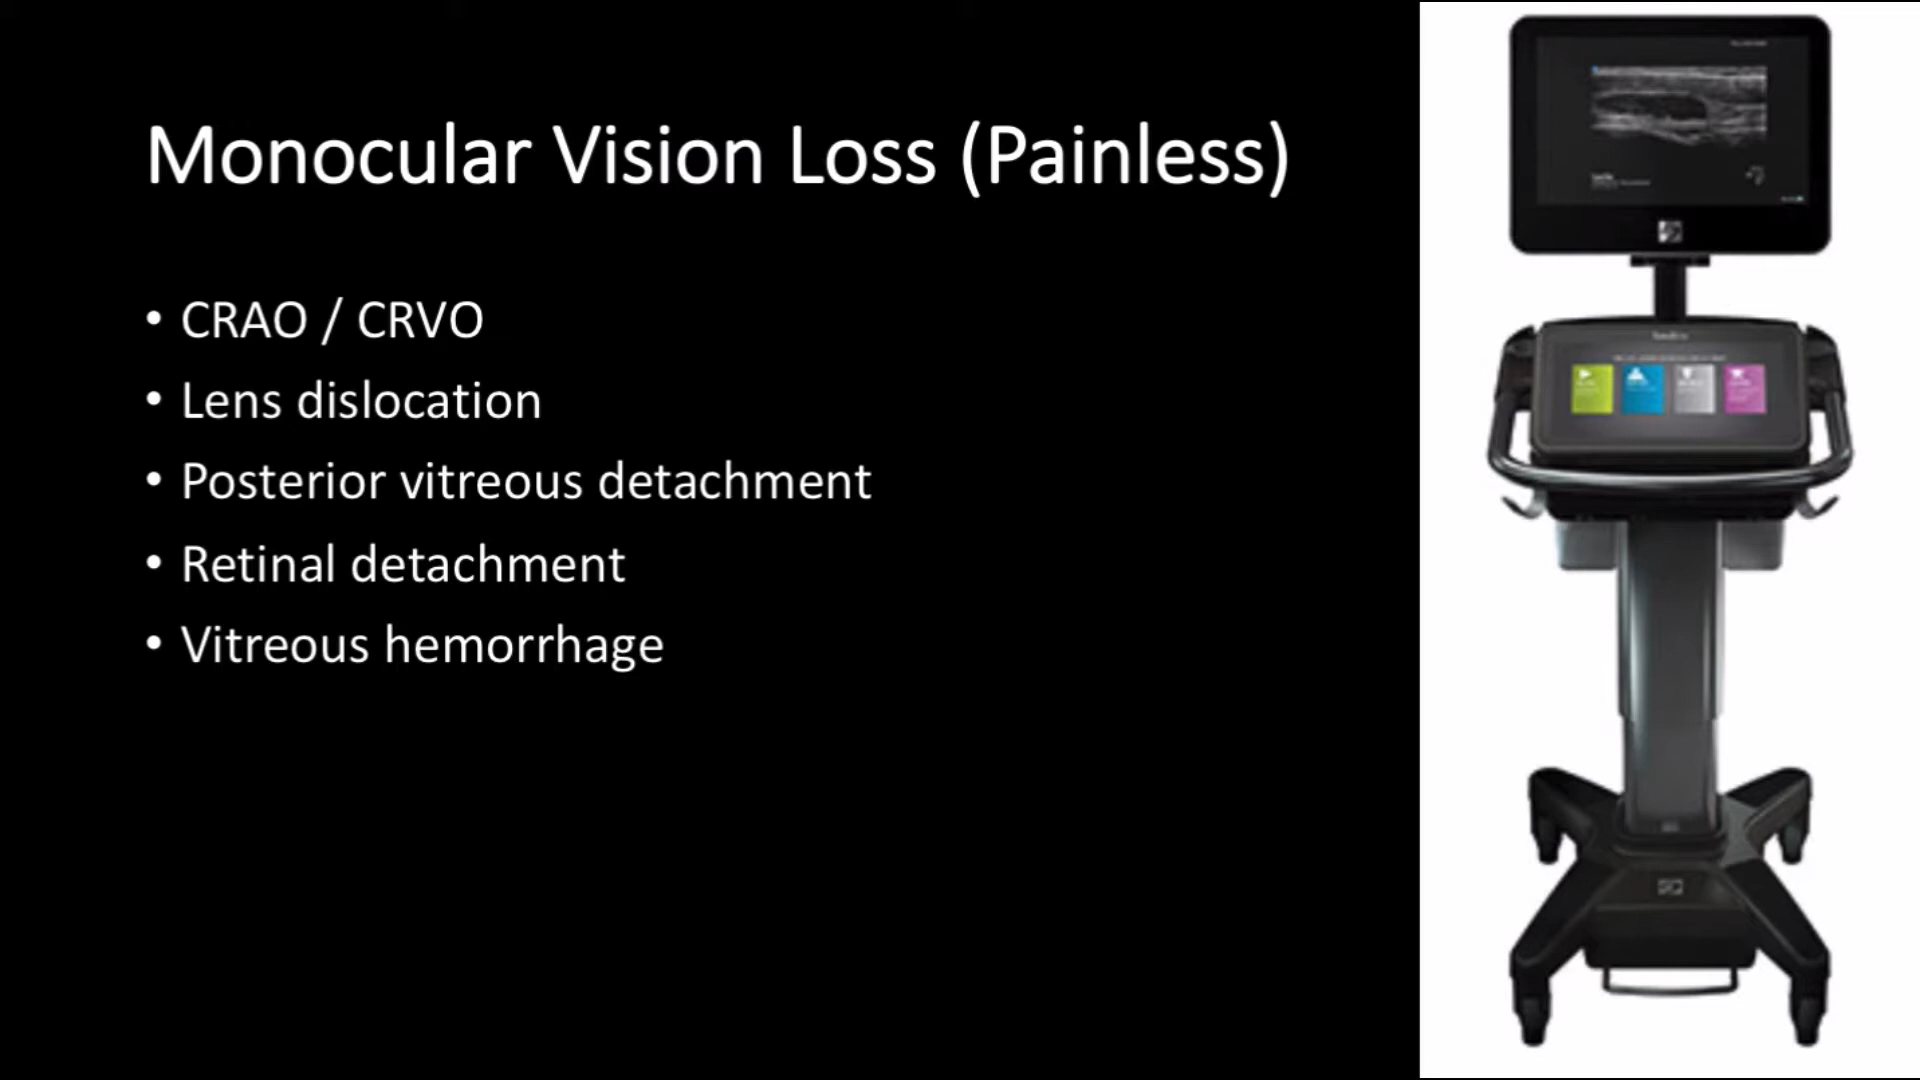 Monocular Vision Loss (Painless)
• CRAO / CRVO
• Lens dislocation
• Posterior vitreous detachment
• Retinal detachment
• Vitreous hemorrhage